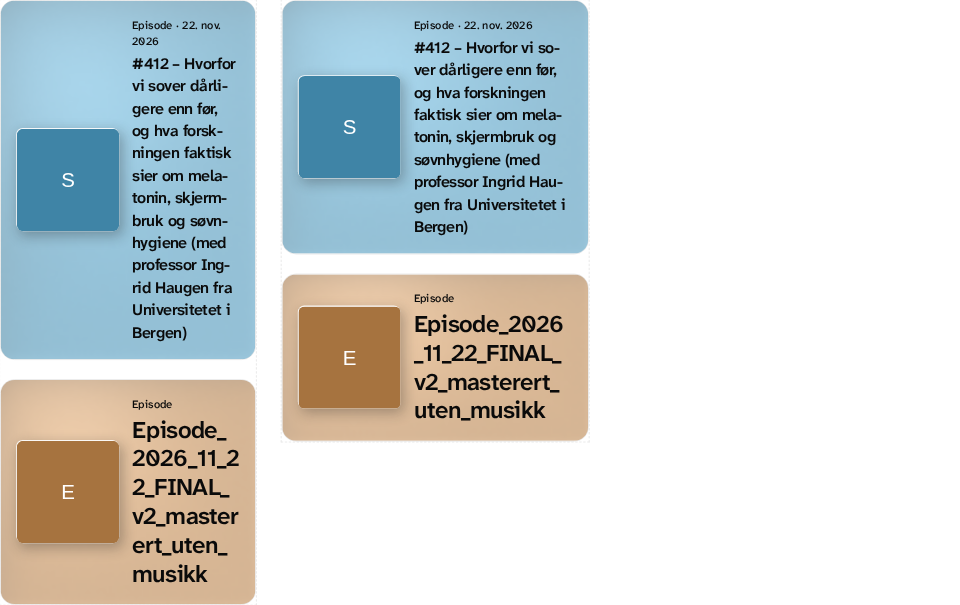 Episode · 22. nov.
2026
#412 – Hvorfor
vi sover dårli-
gere enn før,
og hva forsk-
ningen faktisk
sier om mela-
tonin, skjerm-
bruk og søvn-
hygiene (med
professor Ing-
rid Haugen fra
Universitetet i
Bergen)
S
Episode
Episode_
2026_11_2
2_FINAL_
v2_master
ert_uten_
musikk
E
Episode · 22. nov. 2026
#412 – Hvorfor vi so-
ver dårligere enn før,
og hva forskningen
faktisk sier om mela-
tonin, skjermbruk og
søvnhygiene (med
professor Ingrid Hau-
gen fra Universitetet i
Bergen)
S
Episode
Episode_2026
_11_22_FINAL_
v2_masterert_
uten_musikk
E